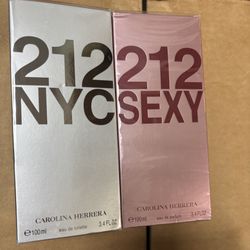 212
NYC
CAROLINA HERRERA
100ml eau de toilette 3.4 FL.OZ
212
SEXY
CAROLINA HERRERA
100ml eau de parfum 3.4 FL.OZ